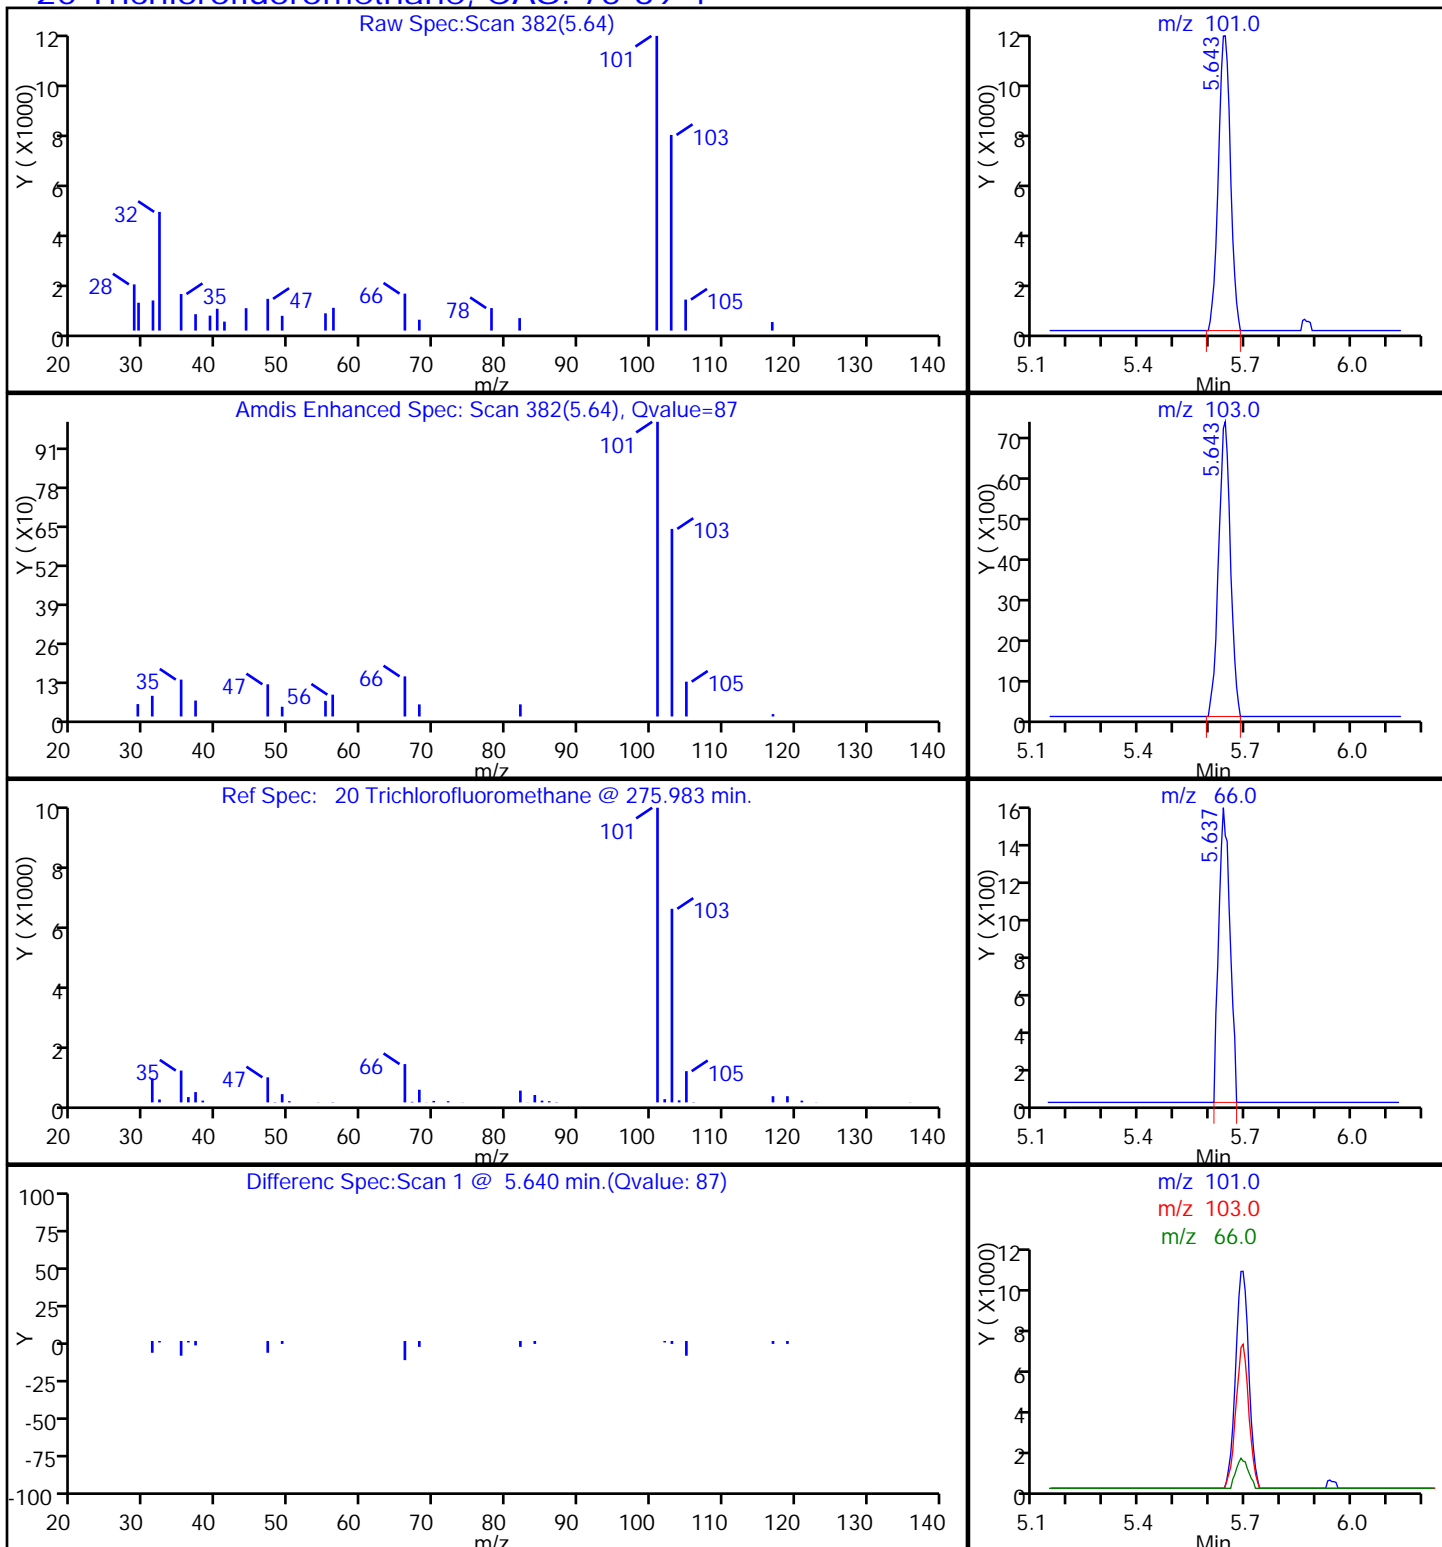 Raw Spec:Scan 382(5.64)
12
10
8
6
4
2
0
Y ( X1000)
101
103
32
28
35
47
66
78
105
20 30 40 50 60 70 80 90 100 110 120 130 140
m/z
m/z 101.0
12
10
8
6
4
2
0
Y ( X1000)
5.643
5.1 5.4 5.7 6.0
Min
Amdis Enhanced Spec: Scan 382(5.64), Qvalue=87
91
78
65
52
39
26
13
0
Y ( X10)
101
103
35
47
56
66
105
20 30 40 50 60 70 80 90 100 110 120 130 140
m/z
m/z 103.0
70
60
50
40
30
20
10
0
Y ( X100)
5.643
5.1 5.4 5.7 6.0
Min
Ref Spec: 20 Trichlorofluoromethane @ 275.983 min.
10
8
6
4
2
0
Y ( X1000)
101
103
35
47
66
105
20 30 40 50 60 70 80 90 100 110 120 130 140
m/z
m/z 66.0
16
14
12
10
8
6
4
2
0
Y ( X100)
5.637
5.1 5.4 5.7 6.0
Min
Differenc Spec:Scan 1 @ 5.640 min.(Qvalue: 87)
100
75
50
25
0
-25
-50
-75
-100
Y
20 30 40 50 60 70 80 90 100 110 120 130 140
m/z
m/z 101.0
m/z 103.0
m/z 66.0
12
10
8
6
4
2
0
Y ( X1000)
5.1 5.4 5.7 6.0
Min